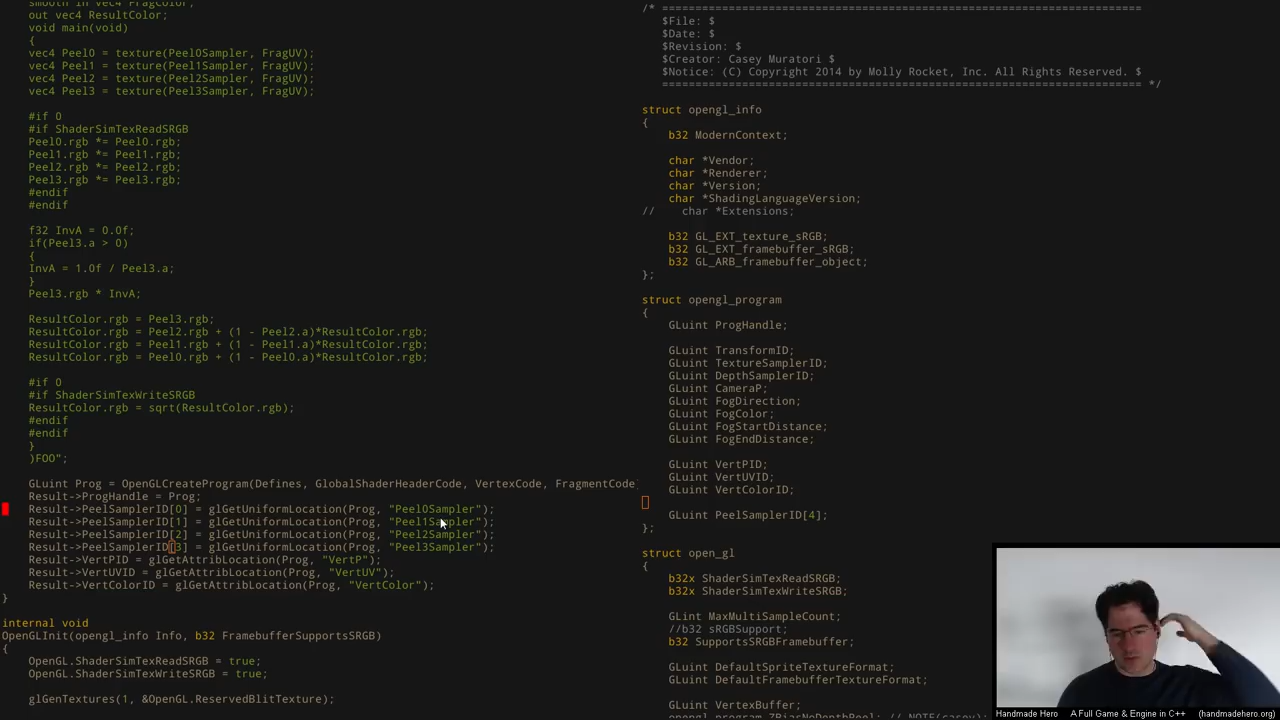 smooth in vec4 FragColor;
out vec4 ResultColor;
void main(void)
{
vec4 Peel0 = texture(Peel0Sampler, FragUV);
vec4 Peel1 = texture(Peel1Sampler, FragUV);
vec4 Peel2 = texture(Peel2Sampler, FragUV);
vec4 Peel3 = texture(Peel3Sampler, FragUV);
#if 0
#if ShaderSimTexReadSRGB
Peel0.rgb *= Peel0.rgb;
Peel1.rgb *= Peel1.rgb;
Peel2.rgb *= Peel2.rgb;
Peel3.rgb *= Peel3.rgb;
#endif
#endif
f32 InvA = 0.0f;
if(Peel3.a > 0)
{
InvA = 1.0f / Peel3.a;
}
Peel3.rgb * InvA;
ResultColor.rgb = Peel3.rgb;
ResultColor.rgb = Peel2.rgb + (1 - Peel2.a)*ResultColor.rgb;
ResultColor.rgb = Peel1.rgb + (1 - Peel1.a)*ResultColor.rgb;
ResultColor.rgb = Peel0.rgb + (1 - Peel0.a)*ResultColor.rgb;
#if 0
#if ShaderSimTexWriteSRGB
ResultColor.rgb = sqrt(ResultColor.rgb);
#endif
#endif
}
)FOO";
GLuint Prog = OpenGLCreateProgram(Defines, GlobalShaderHeaderCode, VertexCode, FragmentCode
Result->ProgHandle = Prog;
Result->PeelSamplerID[0] = glGetUniformLocation(Prog, "Peel0Sampler");
Result->PeelSamplerID[1] = glGetUniformLocation(Prog, "Peel1Sampler");
Result->PeelSamplerID[2] = glGetUniformLocation(Prog, "Peel2Sampler");
Result->PeelSamplerID[3] = glGetUniformLocation(Prog, "Peel3Sampler");
Result->VertPID = glGetAttribLocation(Prog, "VertP");
Result->VertUVID = glGetAttribLocation(Prog, "VertUV");
Result->VertColorID = glGetAttribLocation(Prog, "VertColor");
}
internal void
OpenGLInit(opengl_info Info, b32 FramebufferSupportsSRGB)
{
OpenGL.ShaderSimTexReadSRGB = true;
OpenGL.ShaderSimTexWriteSRGB = true;
glGenTextures(1, &OpenGL.ReservedBlitTexture);
/* ========================================================================
$File: $
$Date: $
$Revision: $
$Creator: Casey Muratori $
$Notice: (C) Copyright 2014 by Molly Rocket, Inc. All Rights Reserved. $
======================================================================== */
struct opengl_info
{
b32 ModernContext;
char *Vendor;
char *Renderer;
char *Version;
char *ShadingLanguageVersion;
// char *Extensions;
b32 GL_EXT_texture_sRGB;
b32 GL_EXT_framebuffer_sRGB;
b32 GL_ARB_framebuffer_object;
};
struct opengl_program
{
GLuint ProgHandle;
GLuint TransformID;
GLuint TextureSamplerID;
GLuint DepthSamplerID;
GLuint CameraP;
GLuint FogDirection;
GLuint FogColor;
GLuint FogStartDistance;
GLuint FogEndDistance;
GLuint VertPID;
GLuint VertUVID;
GLuint VertColorID;
GLuint PeelSamplerID[4];
};
struct open_gl
{
b32x ShaderSimTexReadSRGB;
b32x ShaderSimTexWriteSRGB;
GLint MaxMultiSampleCount;
//b32 sRGBSupport;
b32 SupportsSRGBFramebuffer;
GLuint DefaultSpriteTextureFormat;
GLuint DefaultFramebufferTextureFormat;
GLuint VertexBuffer;
opengl_program ZBiasNoDepthPeel; // NOTE(casey)
Handmade Hero A Full Game & Engine in C++ (handmadehero.org)